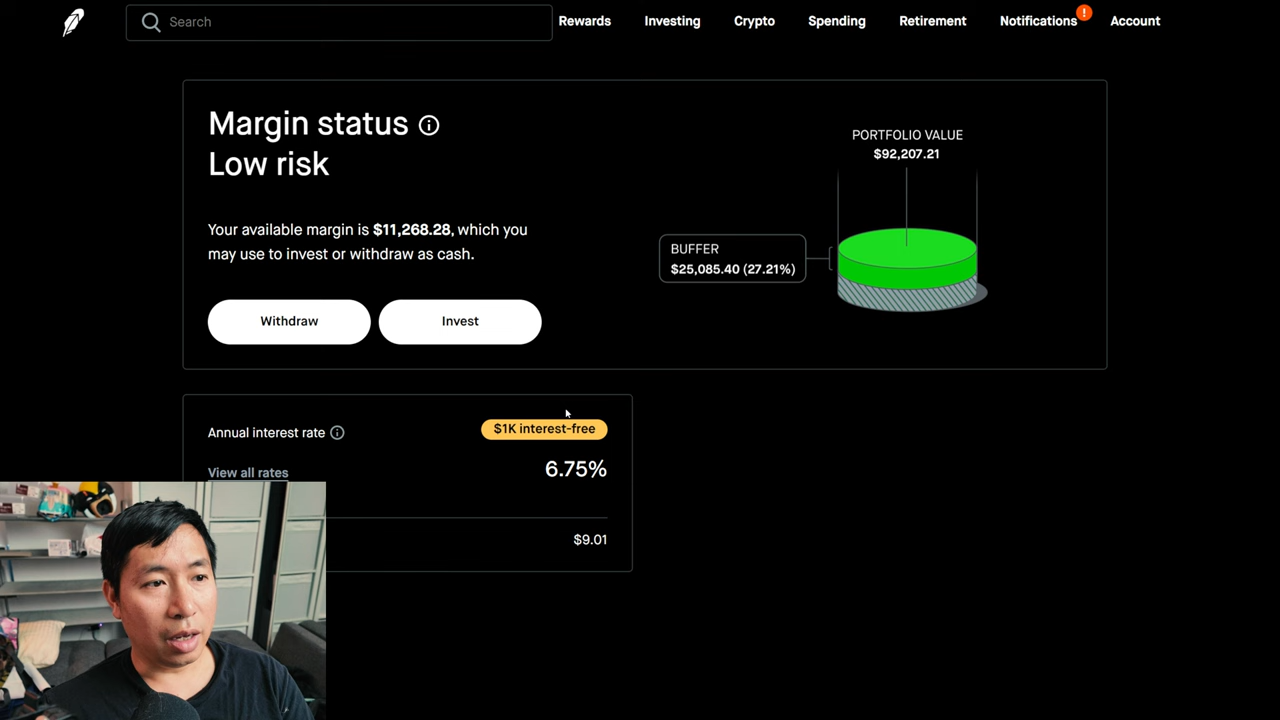 Search
Rewards
Investing
Crypto
Spending
Retirement
Notifications
!
Account
Margin status
Low risk
Your available margin is $11,268.28, which you
may use to invest or withdraw as cash.
Withdraw
Invest
PORTFOLIO VALUE
$92,207.21
BUFFER
$25,085.40 (27.21%)
Annual interest rate
$1K interest-free
View all rates
6.75%
$9.01